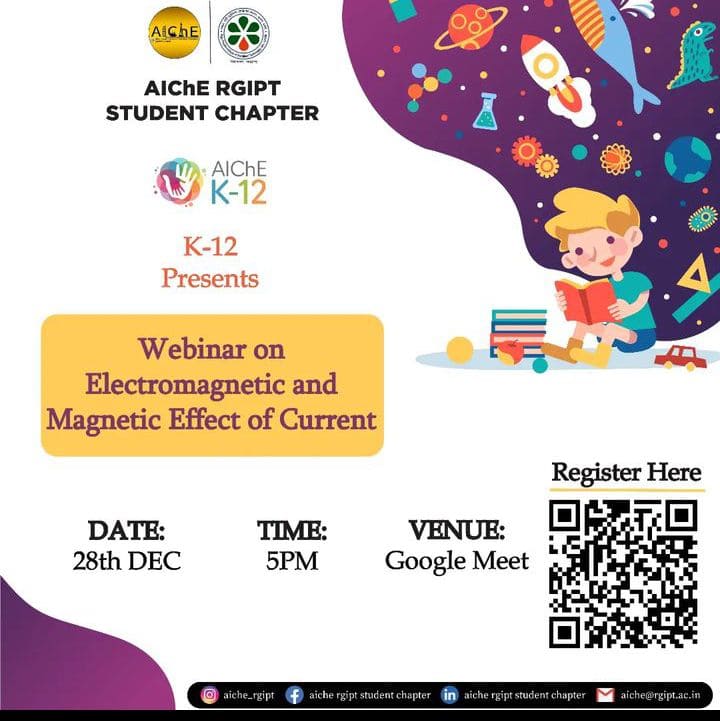 AIChE
AIChE RGIPT
STUDENT CHAPTER
AIChE
K-12
K-12
Presents
Webinar on
Electromagnetic and
Magnetic Effect of Current
Register Here
DATE:
28th DEC
TIME:
5PM
VENUE:
Google Meet
aiche_rgipt
aiche rgipt student chapter
aiche rgipt student chapter
aiche@rgipt.ac.in